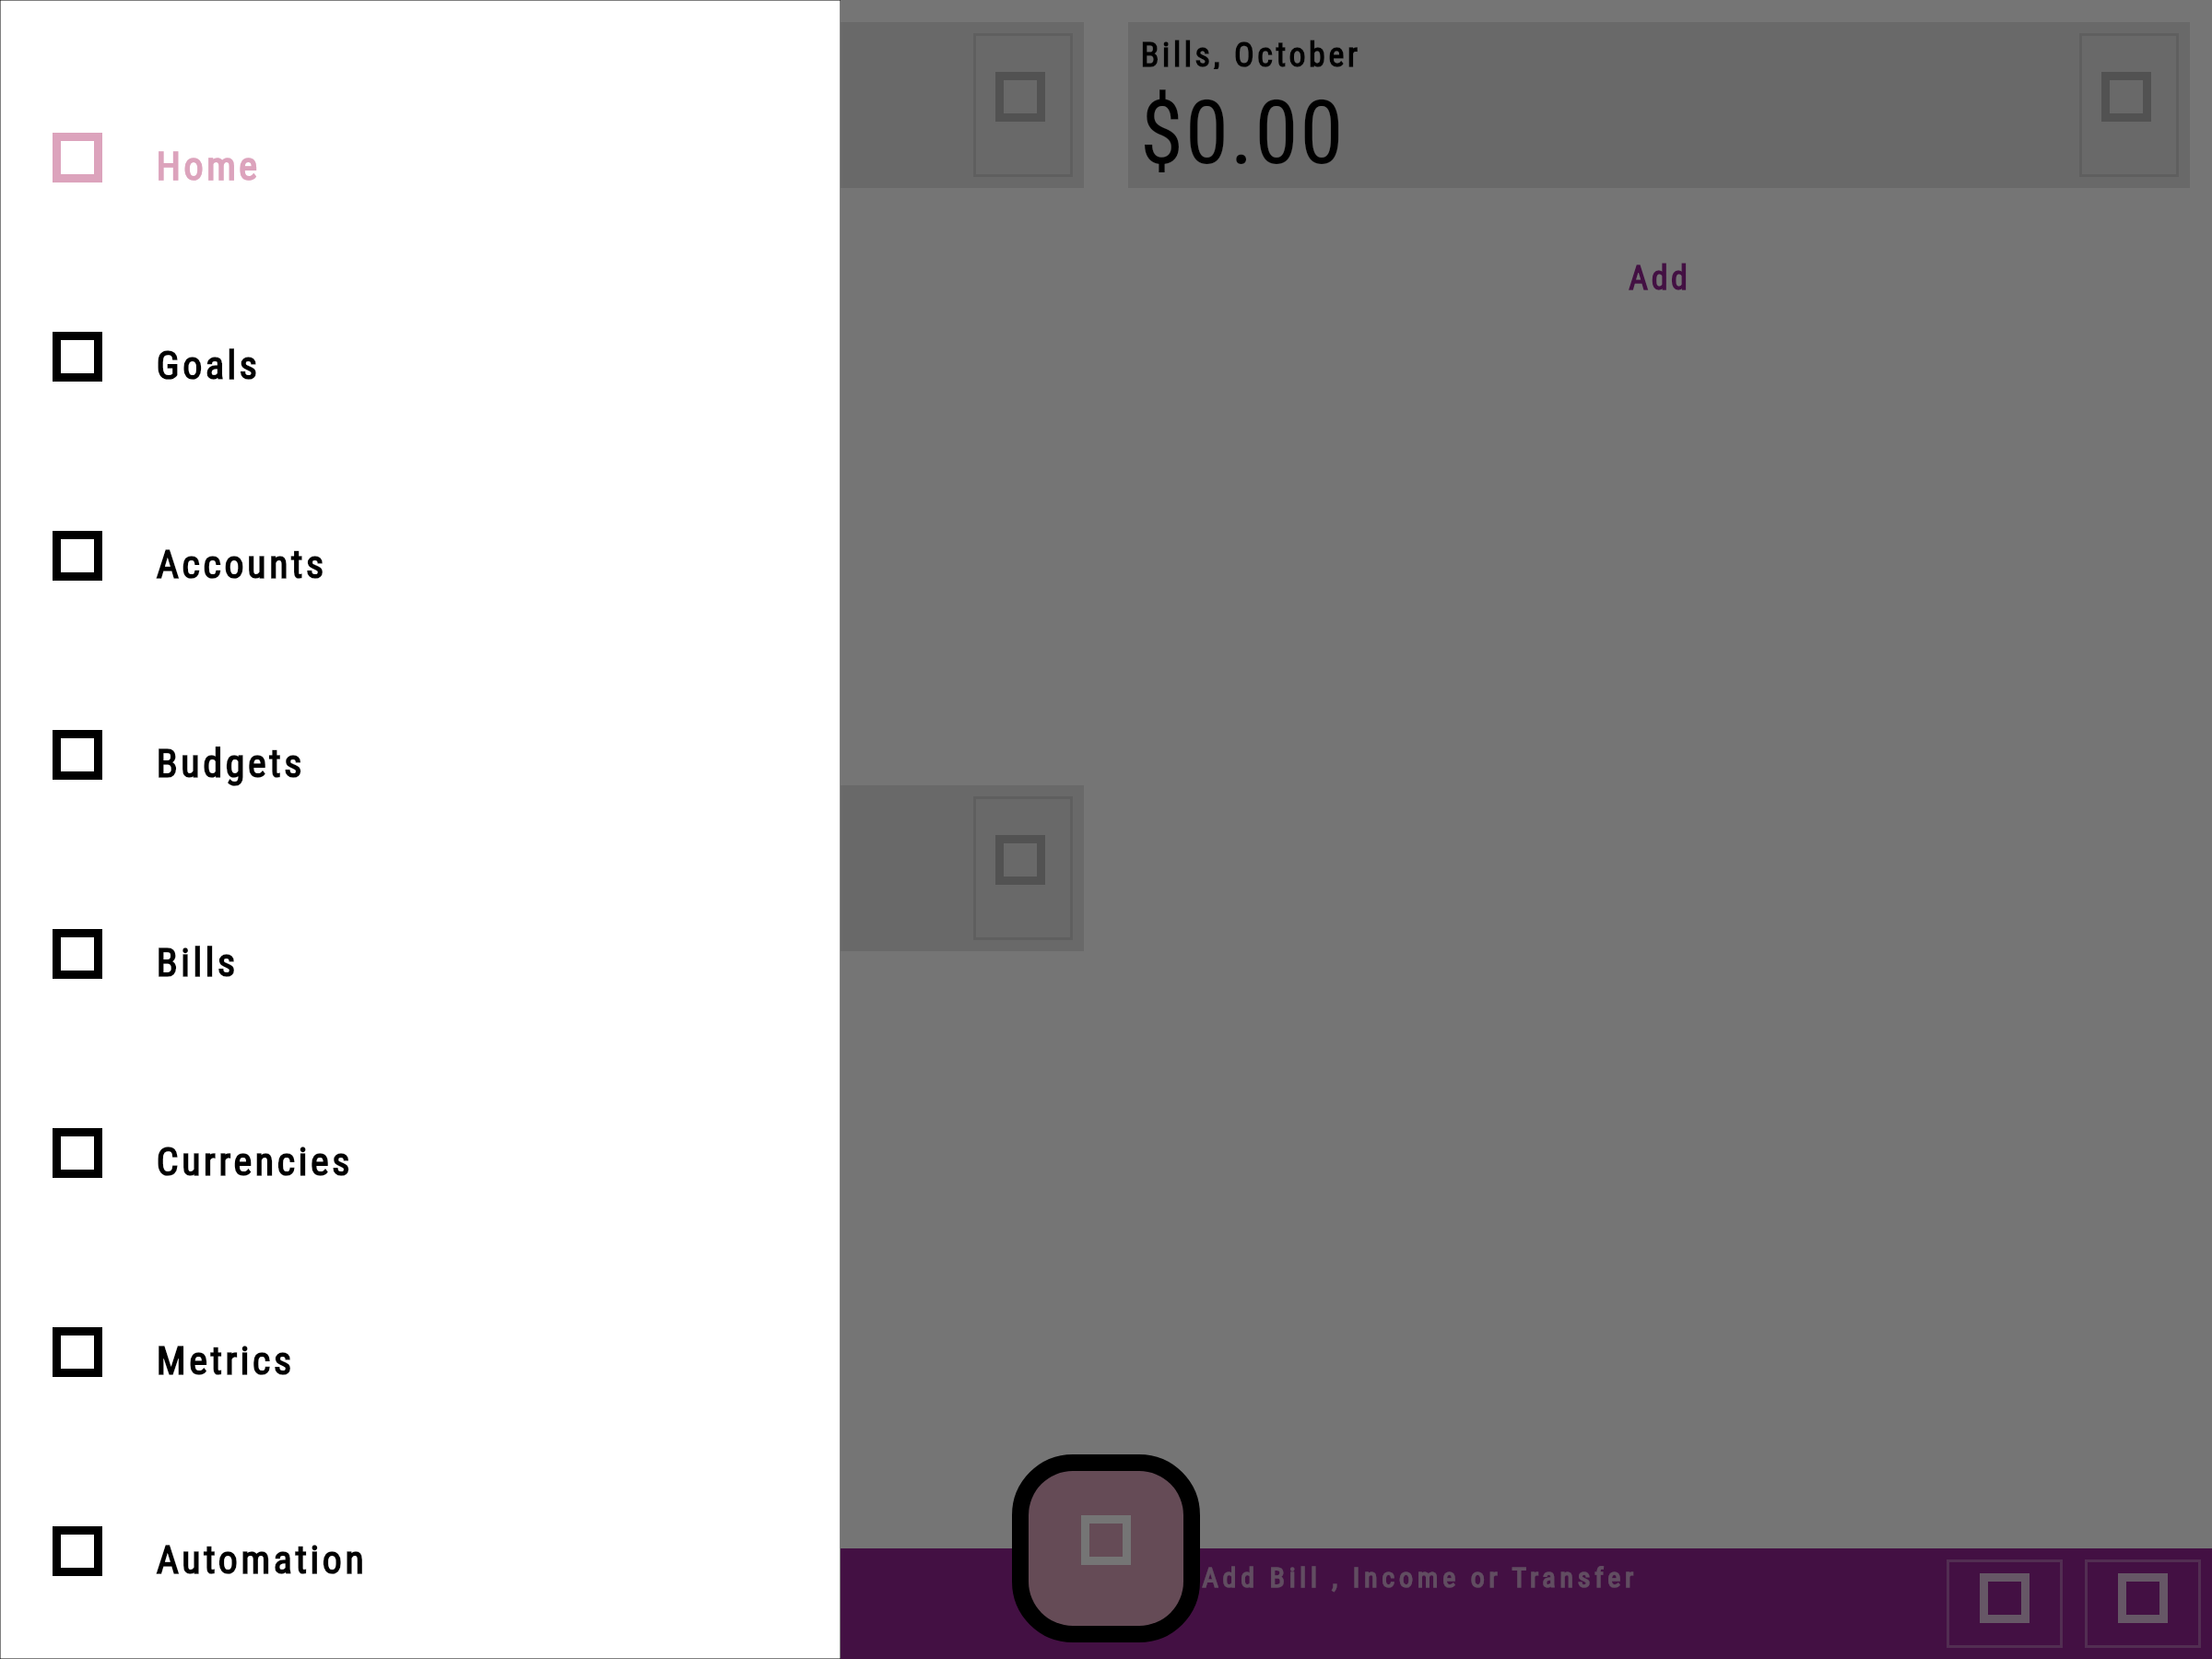 Home
Goals
Accounts
Budgets
Bills
Currencies
Metrics
Automation
Bills, October
$0.00
Add
Add Bill , Income or Transfer